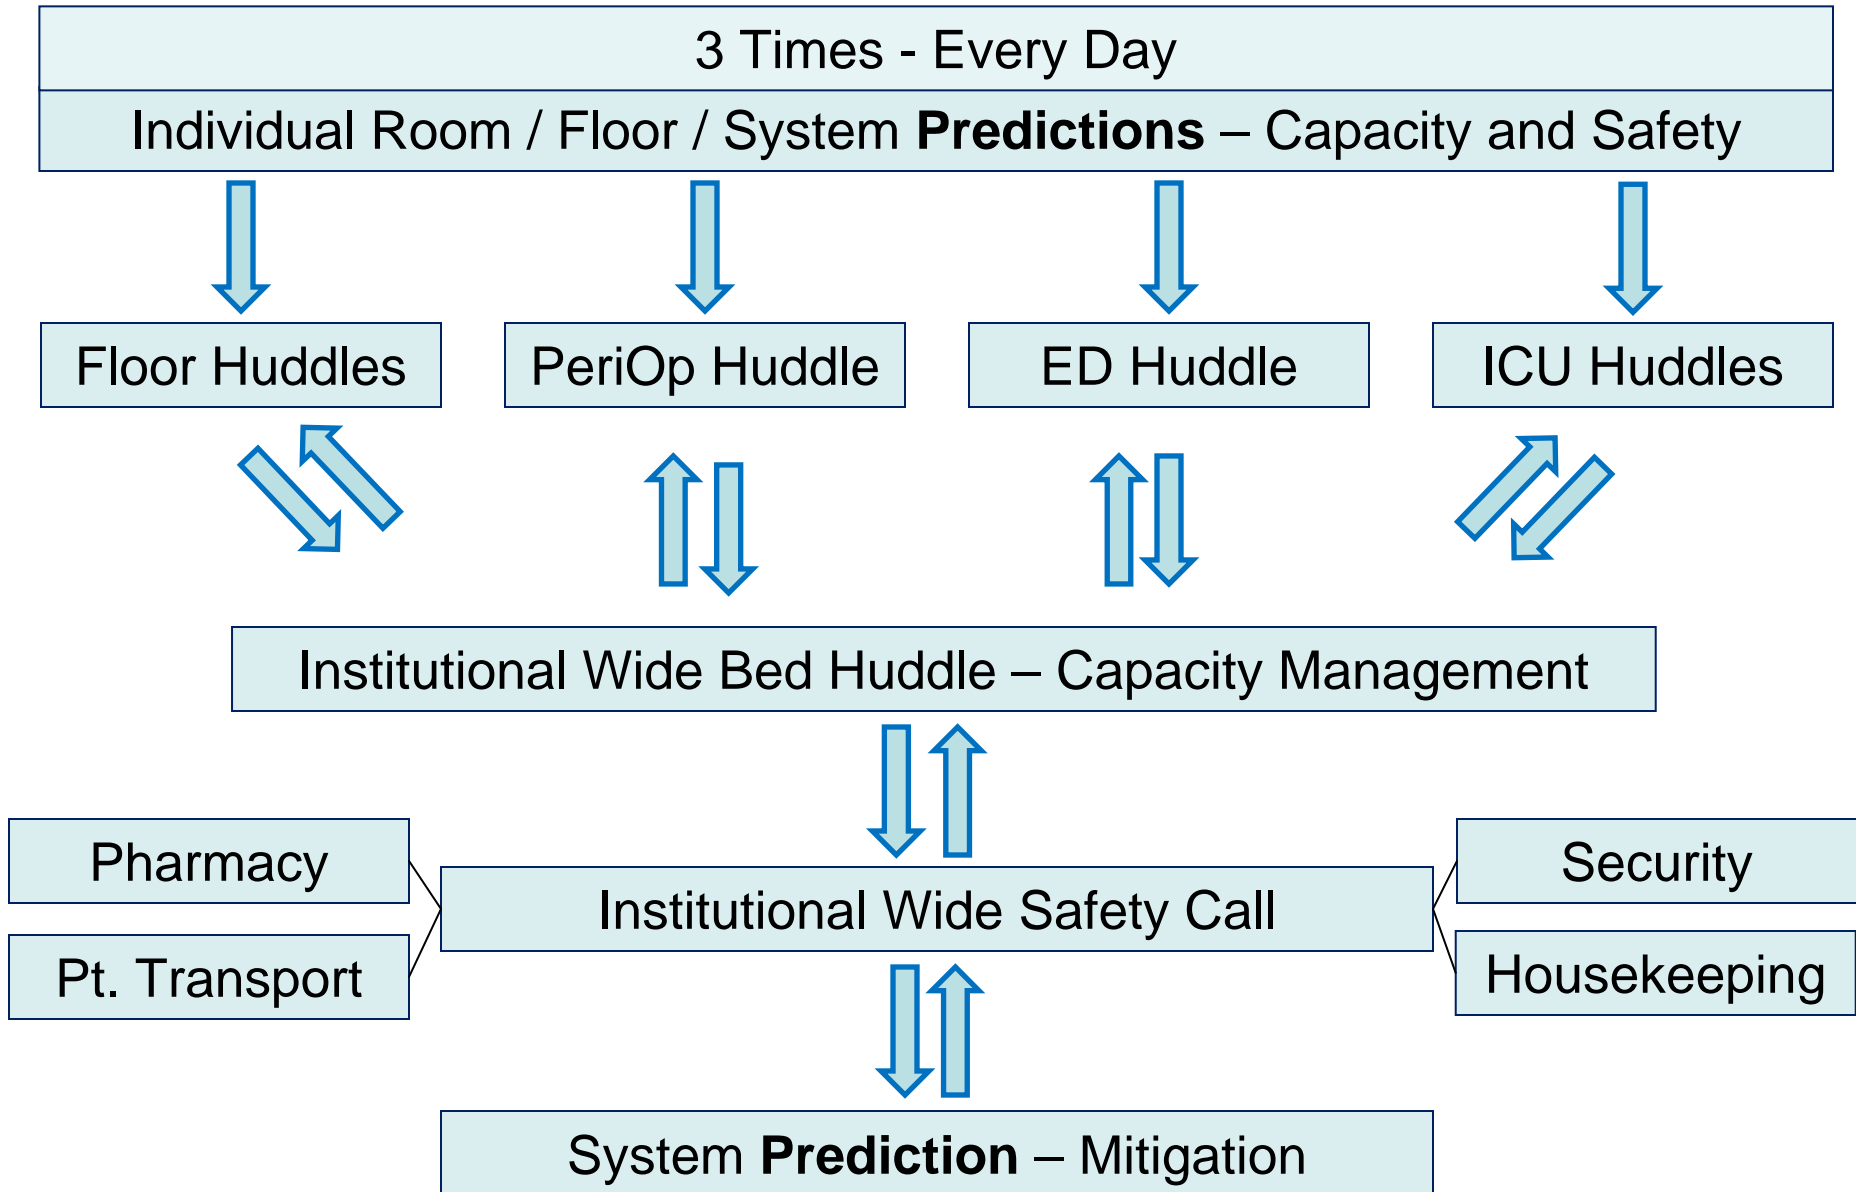 3 Times - Every Day
Individual Room / Floor / System Predictions – Capacity and Safety
Floor Huddles
PeriOp Huddle
ED Huddle
ICU Huddles
Institutional Wide Bed Huddle – Capacity Management
Pharmacy
Security
Institutional Wide Safety Call
Pt. Transport
Housekeeping
System Prediction – Mitigation